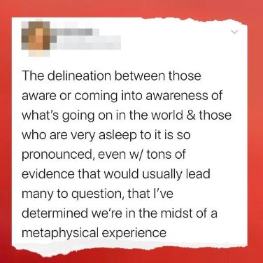 The delineation between those
aware or coming into awareness of
what's going on in the world & those
who are very asleep to it is so
pronounced, even w/ tons of
evidence that would usually lead
many to question, that I've
determined we're in the midst of a
metaphysical experience